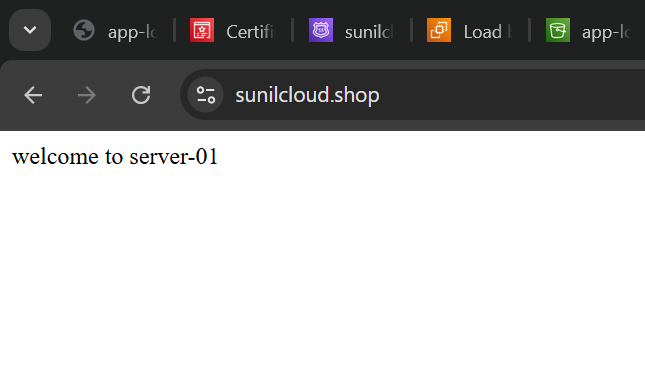 app-lo Certifi sunilcl Load app-lo
sunilcloud.shop
welcome to server-01